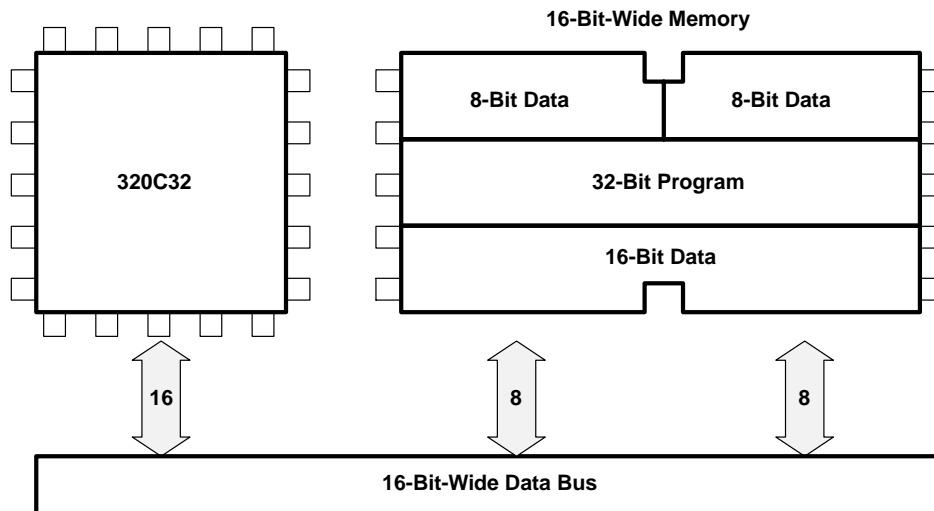 16-Bit-Wide Memory
8-Bit Data
8-Bit Data
320C32
32-Bit Program
16-Bit Data
16
8
8
16-Bit-Wide Data Bus